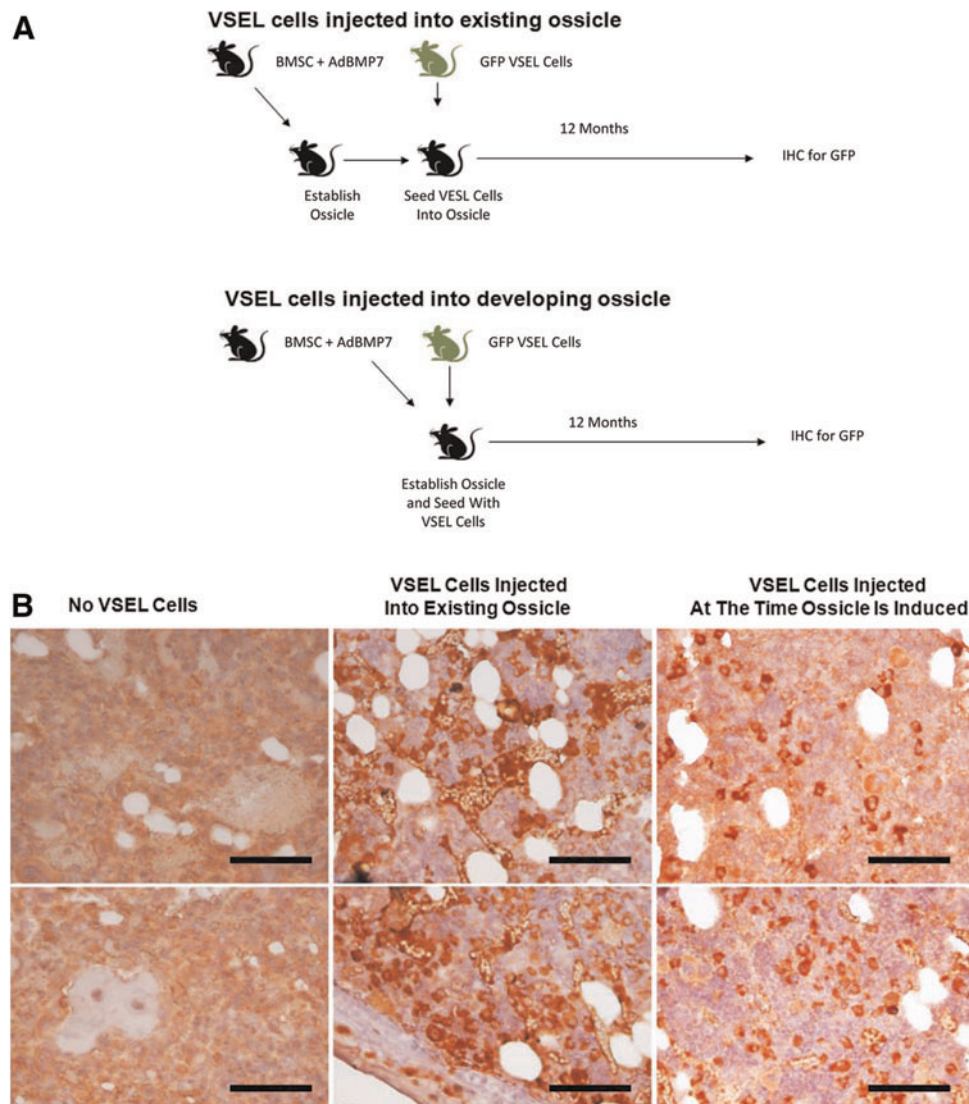 A
VSEL cells injected into existing ossicle
BMSC + AdBMP7
GFP VSEL Cells
12 Months
IHC for GFP
Establish
Ossicle
Seed VESL Cells
Into Ossicle
VSEL cells injected into developing ossicle
BMSC + AdBMP7
GFP VSEL Cells
12 Months
IHC for GFP
Establish Ossicle
and Seed With
VSEL Cells
B
No VSEL Cells
VSEL Cells Injected
Into Existing Ossicle
VSEL Cells Injected
At The Time Ossicle Is Induced